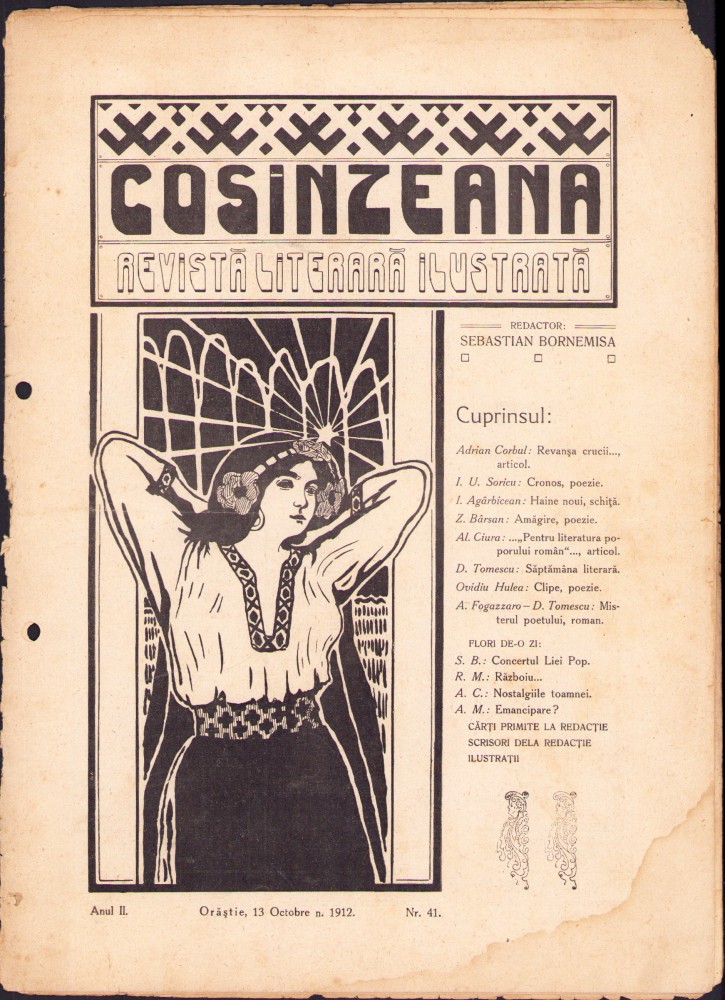 COSiNZEANA
REVISTĂ LiTERARĂ iLUSTRATĂ
REDACTOR:
SEBASTIAN BORNEMISA
Cuprinsul:
Adrian Corbul: Revanşa crucii...,
articol.
I. U. Soricu: Cronos, poezie.
I. Agârbicean: Haine noui, schiţă.
Z. Bârsan: Amăgire, poezie.
Al. Ciura: ...„Pentru literatura po-
porului român“..., articol.
D. Tomescu: Săptămâna literară.
Ovidiu Hulea: Clipe, poezie.
A. Fogazzaro—D. Tomescu: Mis-
terul poetului, roman.
FLORI DE-O ZI:
S. B.: Concertul Liei Pop.
R. M.: Războiu...
A. C.: Nostalgiile toamnei.
A. M.: Emancipare?
CĂRŢI PRIMITE LA REDACŢIE
SCRISORI DELA REDACŢIE
ILUSTRAŢII
Anul II. Orăştie, 13 Octobre n. 1912. Nr. 41.